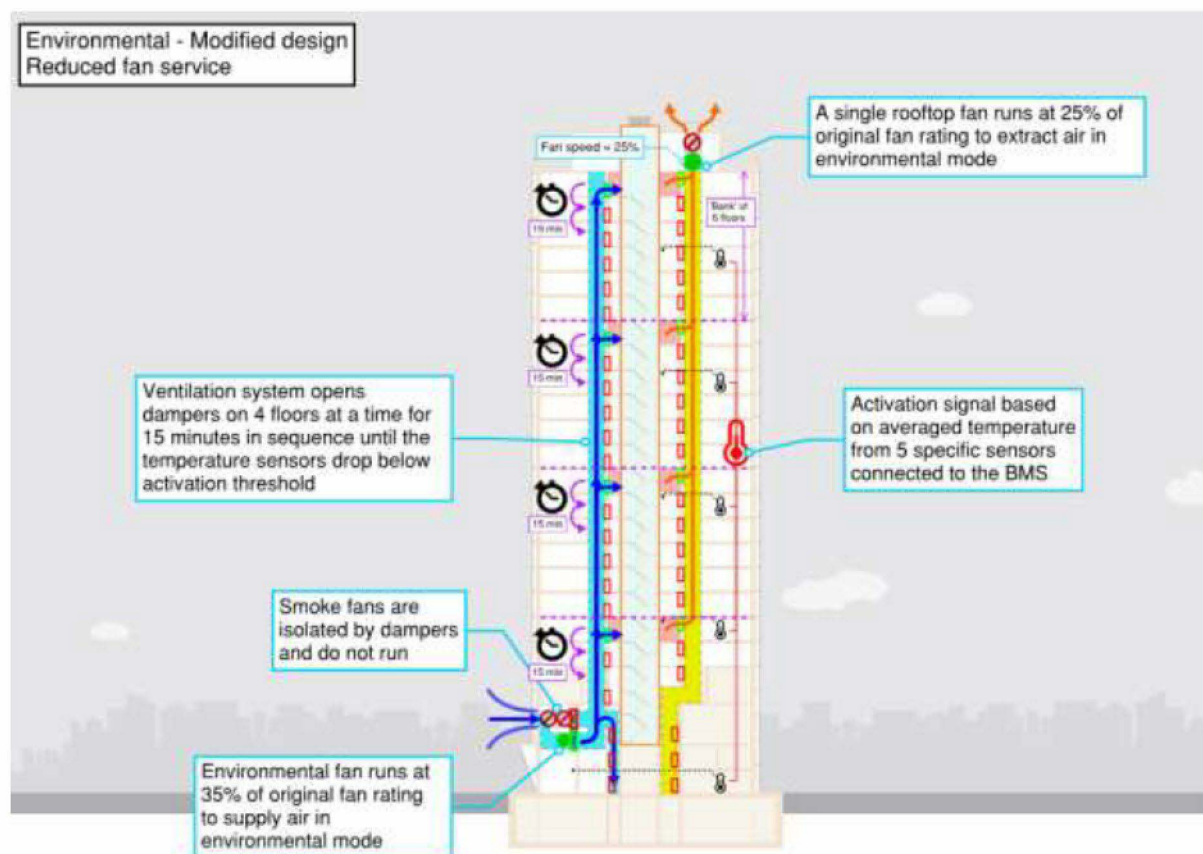 Environmental - Modified design
Reduced fan service
A single rooftop fan runs at 25% of
original fan rating to extract air in
environmental mode
Fan speed = 25%
'Bank' of
6 floors
15 min
15 min
Ventilation system opens
dampers on 4 floors at a time for
15 minutes in sequence until the
temperature sensors drop below
activation threshold
Activation signal based
on averaged temperature
from 5 specific sensors
connected to the BMS
15 min
Smoke fans are
isolated by dampers
and do not run
15 min
Environmental fan runs at
35% of original fan rating
to supply air in
environmental mode